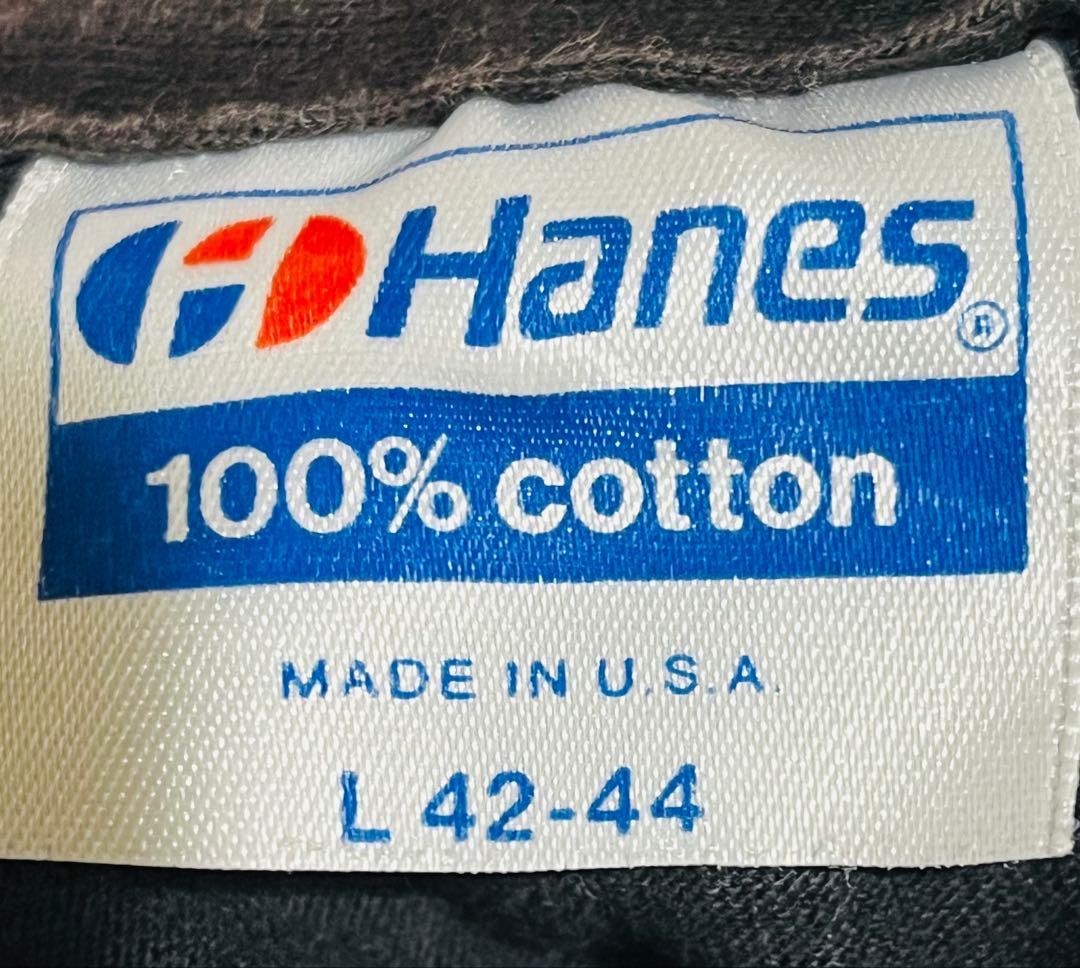 Hanes®
100% cotton
MADE IN U.S.A.
L 42-44